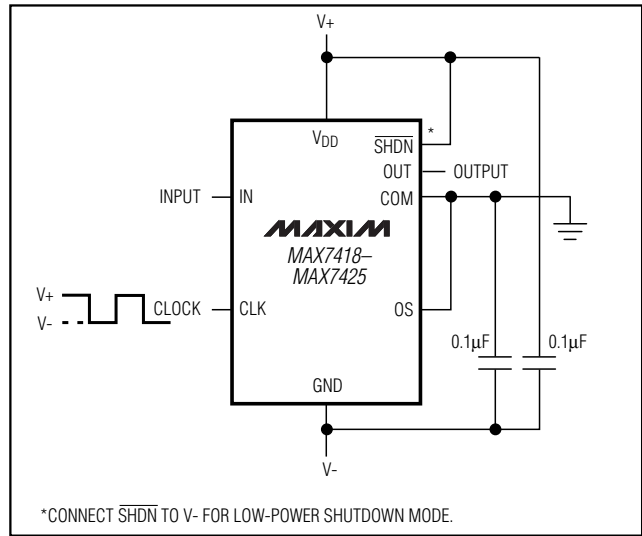 V+
VDD
SHDN
*
OUT
OUTPUT
INPUT
IN
COM
MAXIM
MAX7418–
MAX7425
V+
V-
CLOCK
CLK
OS
0.1µF
0.1µF
GND
V-
*CONNECT SHDN TO V- FOR LOW-POWER SHUTDOWN MODE.